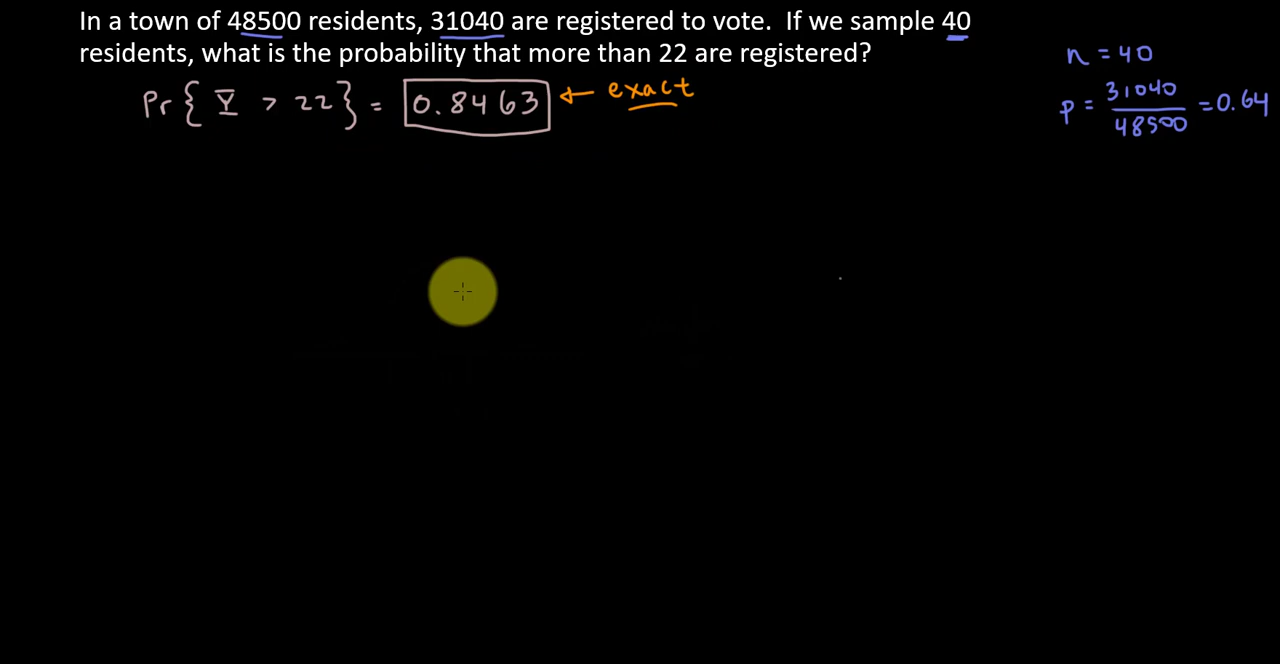 In a town of 48500 residents, 31040 are registered to vote.  If we sample 40
residents, what is the probability that more than 22 are registered?
Pr{ Y > 22 } = 0.8463 ← exact
n = 40
p = 31040/48500 = 0.64